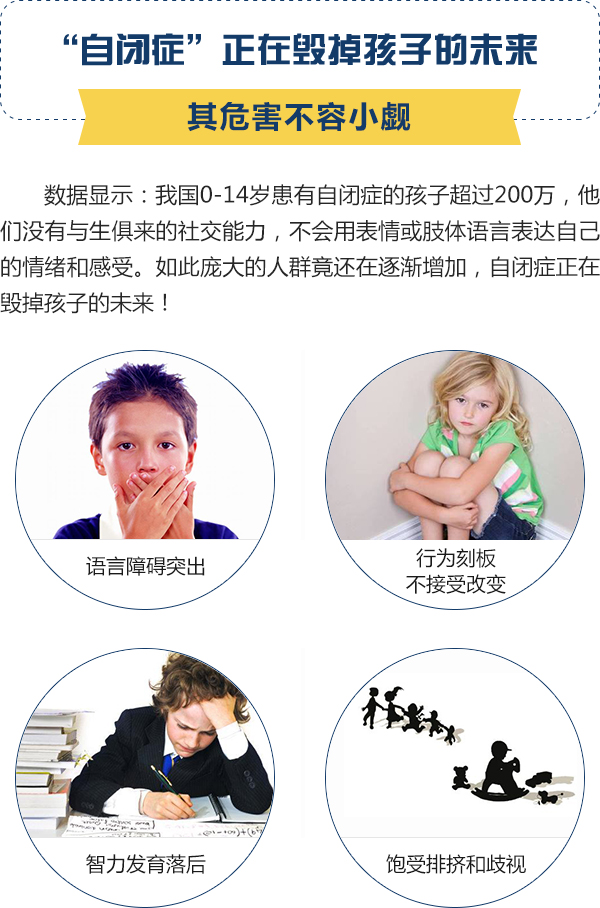 “自闭症”正在毁掉孩子的未来
其危害不容小觑
数据显示：我国0-14岁患有自闭症的孩子超过200万，他
们没有与生俱来的社交能力，不会用表情或肢体语言表达自己
的情绪和感受。如此庞大的人群竟还在逐渐增加，自闭症正在
毁掉孩子的未来！
语言障碍突出
行为刻板
不接受改变
智力发育落后
饱受排挤和歧视